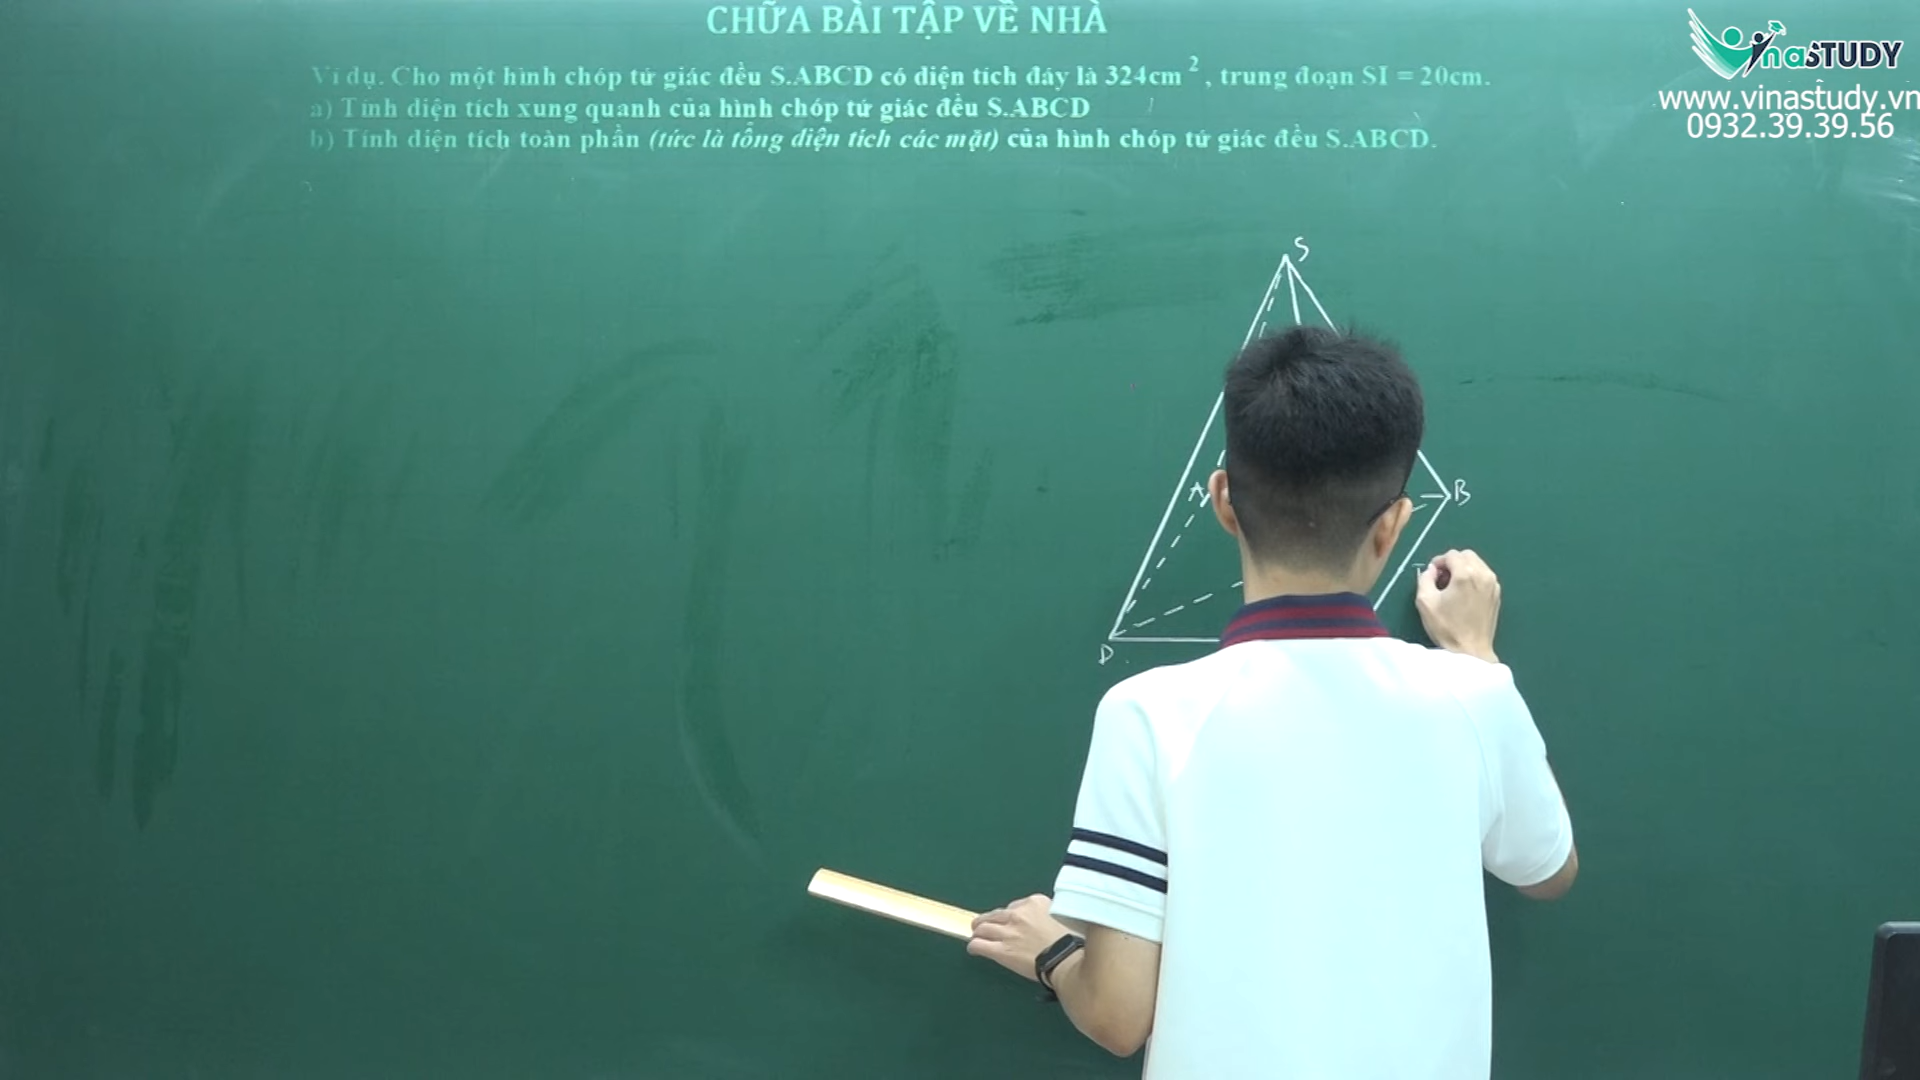 CHỮA BÀI TẬP VỀ NHÀ
Ví dụ. Cho một hình chóp tứ giác đều S.ABCD có diện tích đáy là 324cm², trung đoạn SI = 20cm.
a) Tính diện tích xung quanh của hình chóp tứ giác đều S.ABCD
b) Tính diện tích toàn phần (tức là tổng diện tích các mặt) của hình chóp tứ giác đều S.ABCD.
VinaSTUDY
www.vinastudy.vn
0932.39.39.56
S
A
B
D